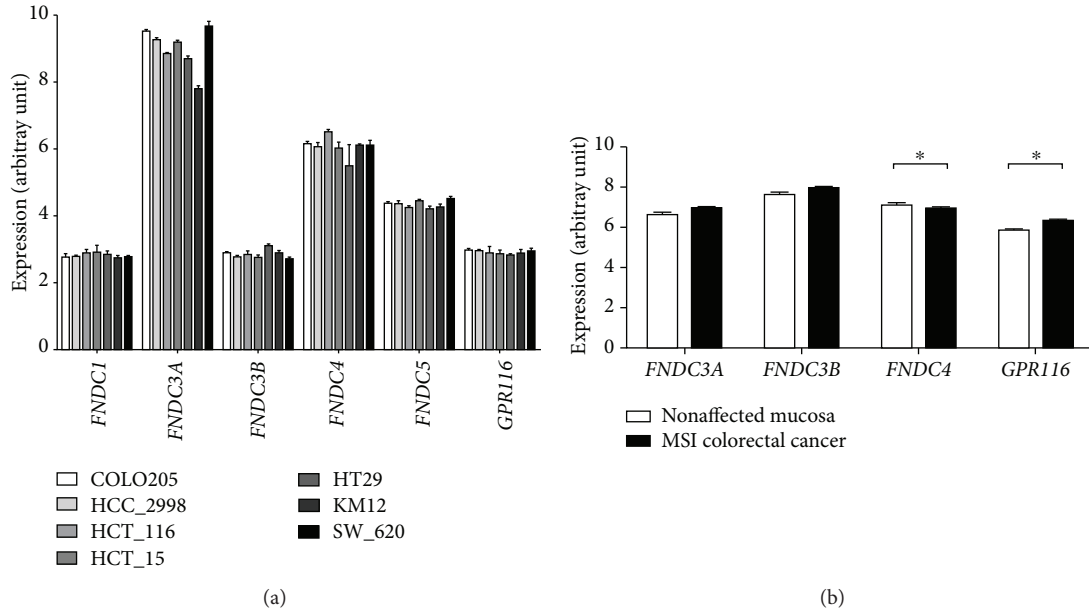 Expression (arbitray unit)
10
8
6
4
2
0
FNDC1
FNDC3A
FNDC3B
FNDC4
FNDC5
GPR116
COLO205
HCC_2998
HCT_116
HCT_15
HT29
KM12
SW_620
(a)
Expression (arbitray unit)
10
8
6
4
2
0
*
*
FNDC3A
FNDC3B
FNDC4
GPR116
Nonaffected mucosa
MSI colorectal cancer
(b)